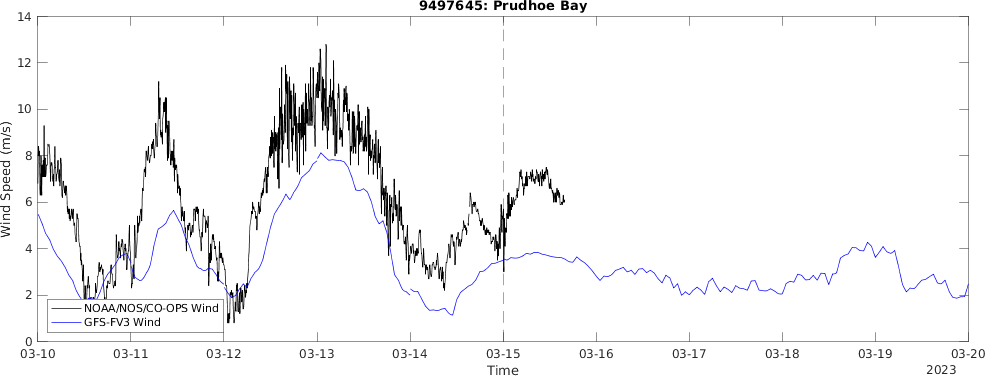 9497645: Prudhoe Bay
14
12
10
8
6
4
2
0
Wind Speed (m/s)
NOAA/NOS/CO-OPS Wind
GFS-FV3 Wind
03-10 03-11 03-12 03-13 03-14 03-15 03-16 03-17 03-18 03-19 03-20
Time
2023